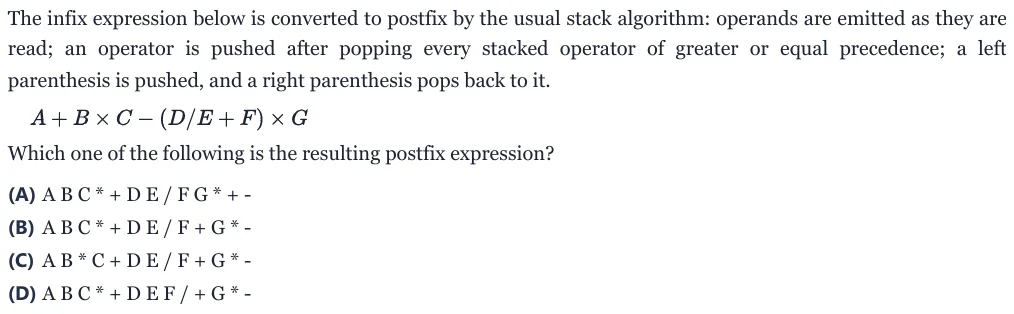 The infix expression below is converted to postfix by the usual stack algorithm: operands are emitted as they are
read; an operator is pushed after popping every stacked operator of greater or equal precedence; a left
parenthesis is pushed, and a right parenthesis pops back to it.
A + B × C − (D/E + F) × G
Which one of the following is the resulting postfix expression?
(A) A B C * + D E / F G * + -
(B) A B C * + D E / F + G * -
(C) A B * C + D E / F + G * -
(D) A B C * + D E F / + G * -